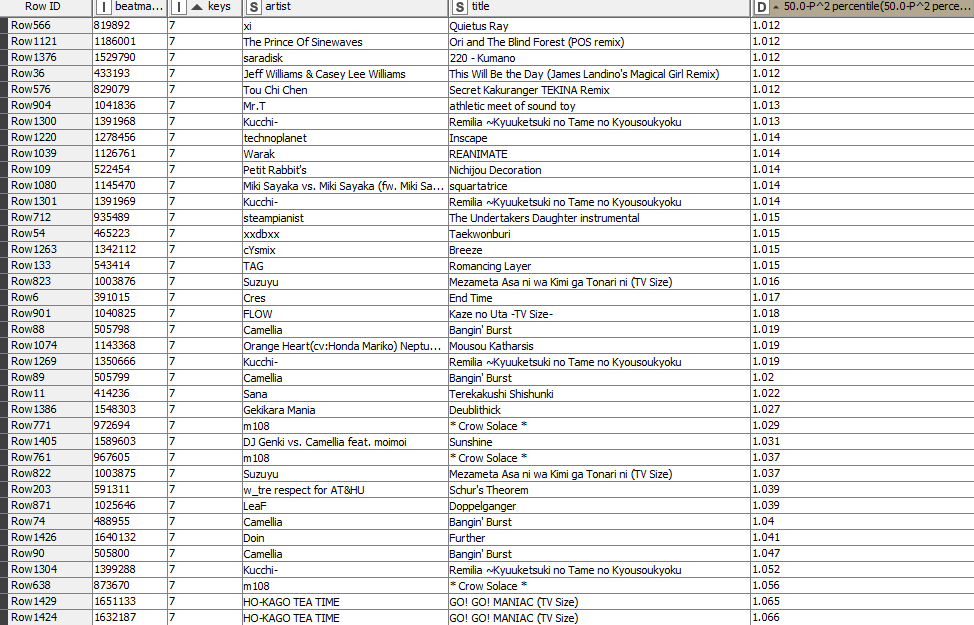 Row ID I beatma... I keys S artist S title D 50.0-P^2 percentile(50.0-P^2 perce...
Row566 819892 7 xi Quietus Ray 1.012
Row1121 1186001 7 The Prince Of Sinewaves Ori and The Blind Forest (POS remix) 1.012
Row1376 1529790 7 saradisk 220 - Kumano 1.012
Row36 433193 7 Jeff Williams & Casey Lee Williams This Will Be the Day (James Landino's Magical Girl Remix) 1.012
Row576 829079 7 Tou Chi Chen Secret Kakuranger TEKINA Remix 1.012
Row904 1041836 7 Mr.T athletic meet of sound toy 1.013
Row1300 1391968 7 Kucchi- Remilia ~Kyuuketsuki no Tame no Kyousoukyoku 1.013
Row1220 1278456 7 technoplanet Inscape 1.014
Row1039 1126761 7 Warak REANIMATE 1.014
Row109 522454 7 Petit Rabbit's Nichijou Decoration 1.014
Row1080 1145470 7 Miki Sayaka vs. Miki Sayaka (fw. Miki Sa... squartatrice 1.014
Row1301 1391969 7 Kucchi- Remilia ~Kyuuketsuki no Tame no Kyousoukyoku 1.014
Row712 935489 7 steampianist The Undertakers Daughter instrumental 1.015
Row54 465223 7 xxdbxx Taekwonburi 1.015
Row1263 1342112 7 cYsmix Breeze 1.015
Row133 543414 7 TAG Romancing Layer 1.015
Row823 1003876 7 Suzuyu Mezameta Asa ni wa Kimi ga Tonari ni (TV Size) 1.016
Row6 391015 7 Cres End Time 1.017
Row901 1040825 7 FLOW Kaze no Uta -TV Size- 1.018
Row88 505798 7 Camellia Bangin' Burst 1.019
Row1074 1143368 7 Orange Heart(cv:Honda Mariko) Neptu... Mousou Katharsis 1.019
Row1269 1350666 7 Kucchi- Remilia ~Kyuuketsuki no Tame no Kyousoukyoku 1.019
Row89 505799 7 Camellia Bangin' Burst 1.02
Row11 414236 7 Sana Terekakushi Shishunki 1.022
Row1386 1548303 7 Gekikara Mania Deublithick 1.027
Row771 972694 7 m108 * Crow Solace * 1.029
Row1405 1589603 7 DJ Genki vs. Camellia feat. moimoi Sunshine 1.031
Row761 967605 7 m108 * Crow Solace * 1.037
Row822 1003875 7 Suzuyu Mezameta Asa ni wa Kimi ga Tonari ni (TV Size) 1.037
Row203 591311 7 w_tre respect for AT&HU Schur's Theorem 1.039
Row871 1025646 7 LeaF Doppelganger 1.039
Row74 488955 7 Camellia Bangin' Burst 1.04
Row1426 1640132 7 Doin Further 1.041
Row90 505800 7 Camellia Bangin' Burst 1.047
Row1304 1399288 7 Kucchi- Remilia ~Kyuuketsuki no Tame no Kyousoukyoku 1.052
Row638 873670 7 m108 * Crow Solace * 1.056
Row1429 1651133 7 HO-KAGO TEA TIME GO! GO! MANIAC (TV Size) 1.065
Row1424 1632187 7 HO-KAGO TEA TIME GO! GO! MANIAC (TV Size) 1.066